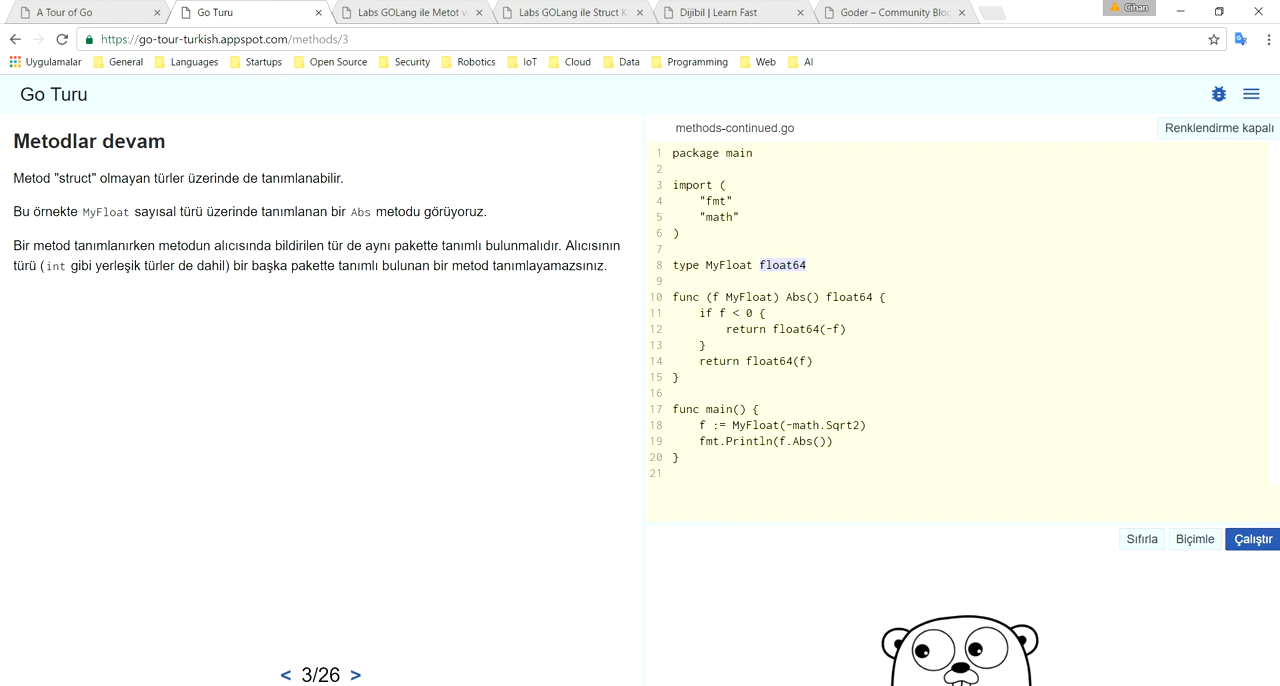 A Tour of Go
Go Turu
Labs GOLang ile Metot v
Labs GOLang ile Struct K
Dijibil | Learn Fast
Goder – Community Blog
Cihan
https://go-tour-turkish.appspot.com/methods/3
Uygulamalar
General
Languages
Startups
Open Source
Security
Robotics
IoT
Cloud
Data
Programming
Web
AI
Go Turu
Metodlar devam
Metod "struct" olmayan türler üzerinde de tanımlanabilir.
Bu örnekte MyFloat sayısal türü üzerinde tanımlanan bir Abs metodu görüyoruz.
Bir metod tanımlanırken metodun alıcısında bildirilen tür de aynı pakette tanımlı bulunmalıdır. Alıcısının
türü (int gibi yerleşik türler de dahil) bir başka pakette tanımlı bulunan bir metod tanımlayamazsınız.
< 3/26 >
methods-continued.go
Renklendirme kapalı
1 package main
2
3 import (
4 "fmt"
5 "math"
6 )
7
8 type MyFloat float64
9
10 func (f MyFloat) Abs() float64 {
11 if f < 0 {
12 return float64(-f)
13 }
14 return float64(f)
15 }
16
17 func main() {
18 f := MyFloat(-math.Sqrt2)
19 fmt.Println(f.Abs())
20 }
21
Sıfırla
Biçimle
Çalıştır